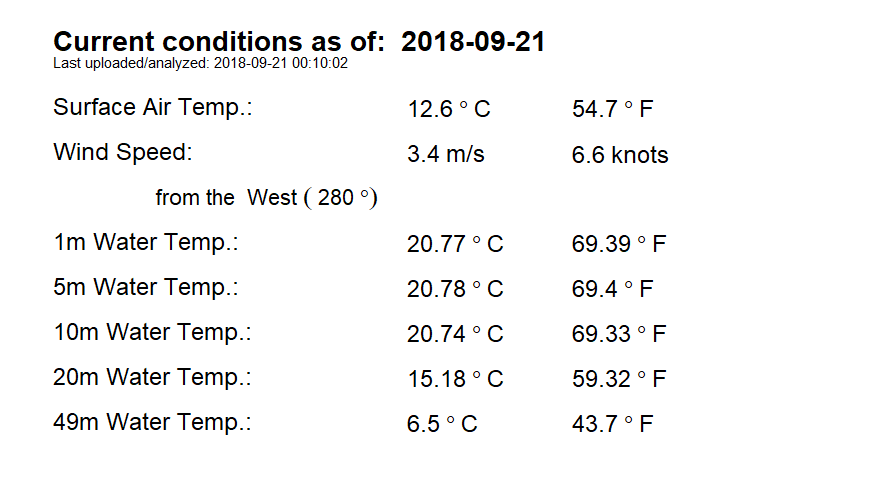 Current conditions as of:  2018-09-21
Last uploaded/analyzed: 2018-09-21 00:10:02
Surface Air Temp.: 12.6 ° C 54.7 ° F
Wind Speed: 3.4 m/s 6.6 knots
from the  West ( 280 °)
1m Water Temp.: 20.77 ° C 69.39 ° F
5m Water Temp.: 20.78 ° C 69.4 ° F
10m Water Temp.: 20.74 ° C 69.33 ° F
20m Water Temp.: 15.18 ° C 59.32 ° F
49m Water Temp.: 6.5 ° C 43.7 ° F